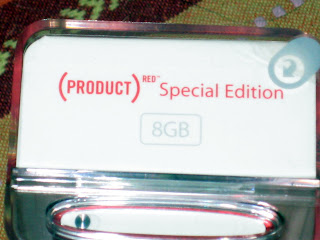 (PRODUCT) RED™ Special Edition
8GB